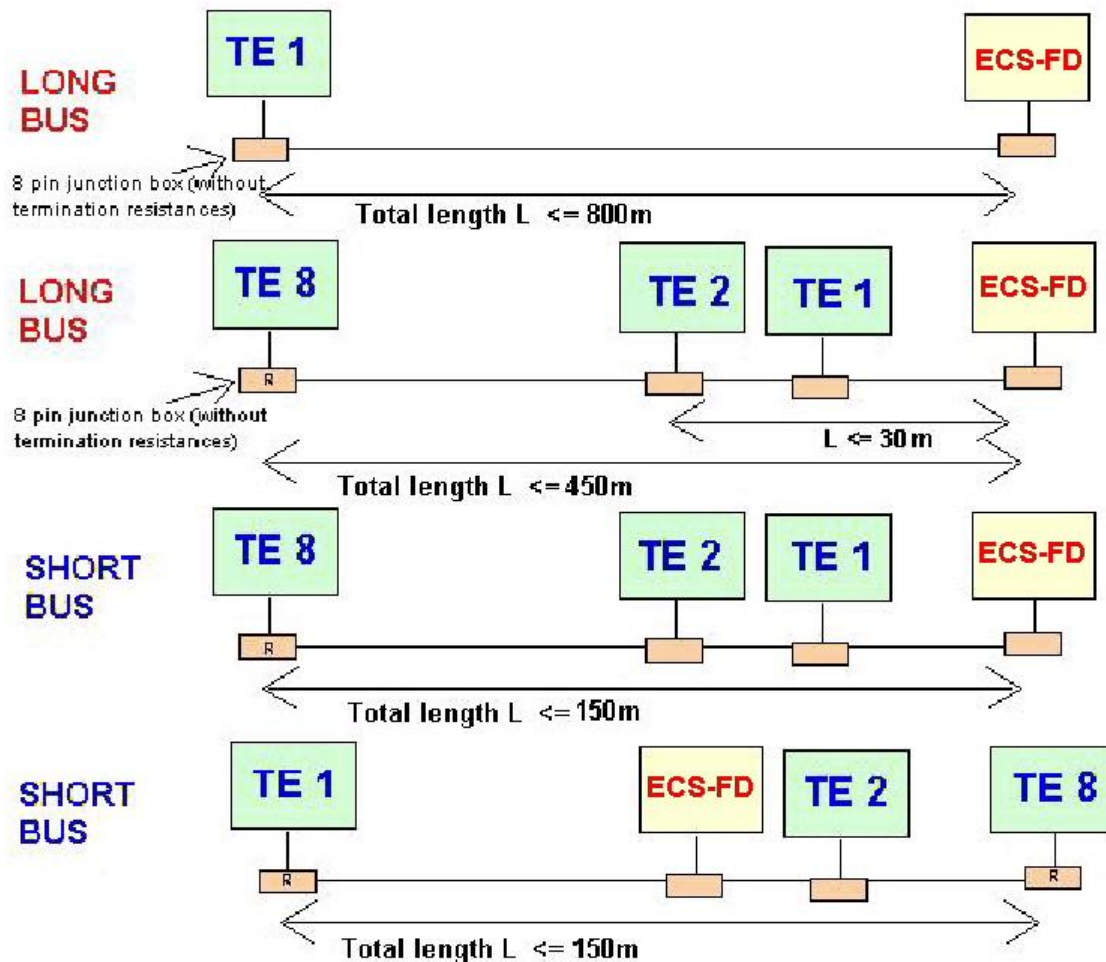 TE 1
ECS-FD
LONG
BUS
8 pin junction box (without
termination resistances)
Total length L <= 800m
TE 8
TE 2
TE 1
ECS-FD
LONG
BUS
R
8 pin junction box (without
termination resistances)
L <= 30m
Total length L <= 450m
TE 8
TE 2
TE 1
ECS-FD
SHORT
BUS
R
Total length L <= 150m
TE 1
ECS-FD
TE 2
TE 8
SHORT
BUS
R
R
Total length L <= 150m